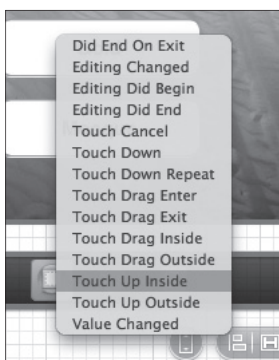 Did End On Exit
Editing Changed
Editing Did Begin
Editing Did End
Touch Cancel
Touch Down
Touch Down Repeat
Touch Drag Enter
Touch Drag Exit
Touch Drag Inside
Touch Drag Outside
Touch Up Inside
Touch Up Outside
Value Changed